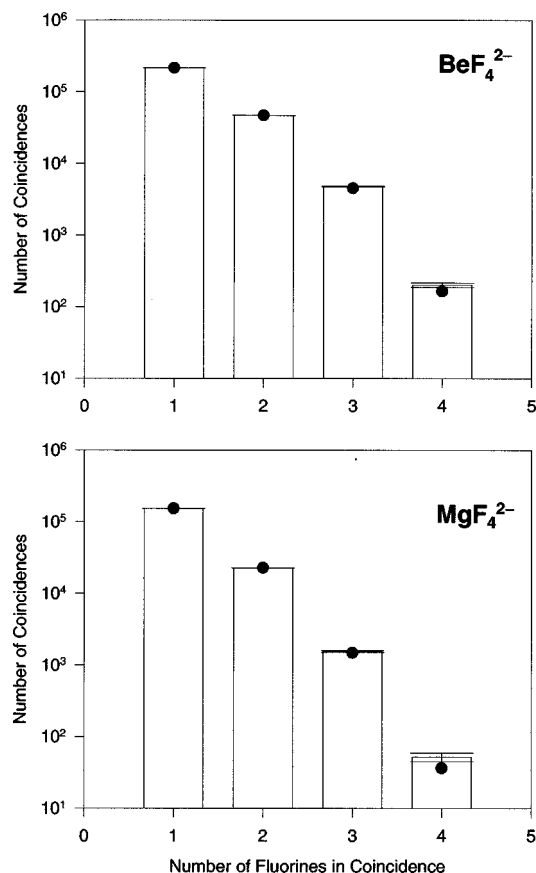 10⁶
BeF₄²⁻
10⁵
10⁴
10³
10²
10¹
Number of Coincidences
0 1 2 3 4 5
10⁶
MgF₄²⁻
10⁵
10⁴
10³
10²
10¹
Number of Coincidences
0 1 2 3 4 5
Number of Fluorines in Coincidence